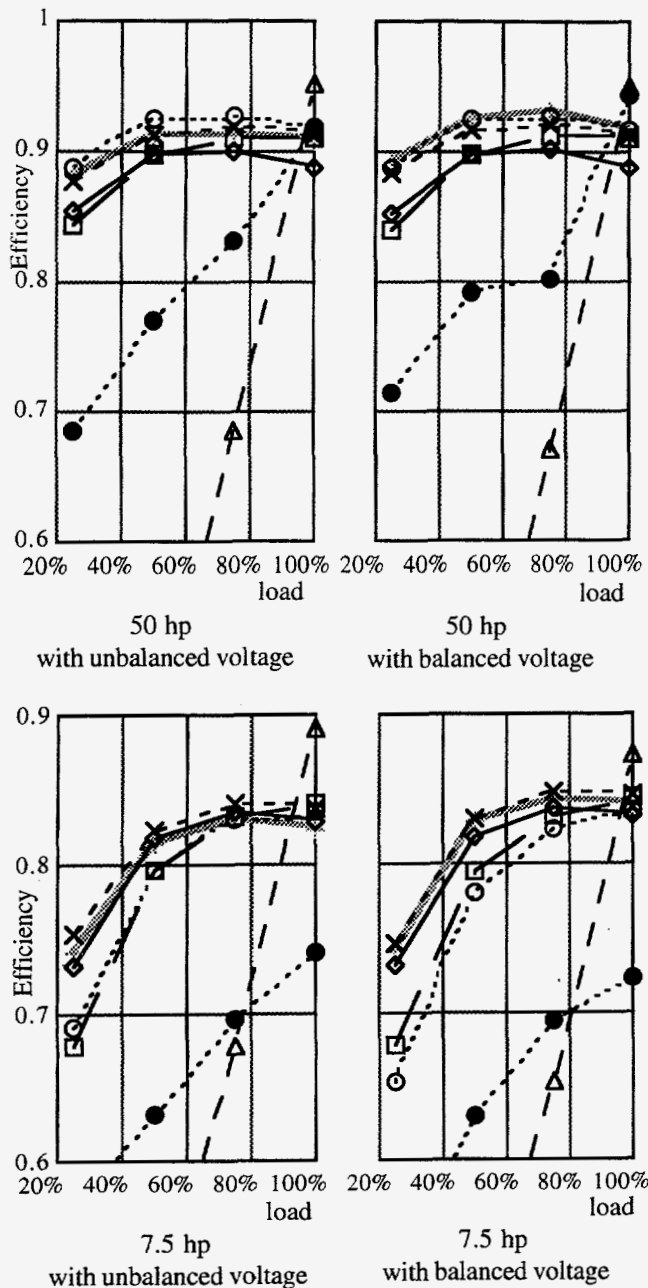 1
0.9
Efficiency
0.8
0.7
0.6
20% 40% 60% 80% 100% 20% 40% 60% 80% 100%
load load
50 hp 50 hp
with unbalanced voltage with balanced voltage
0.9
0.8
Efficiency
0.7
0.6
20% 40% 60% 80% 100% 20% 40% 60% 80% 100%
load load
7.5 hp 7.5 hp
with unbalanced voltage with balanced voltage